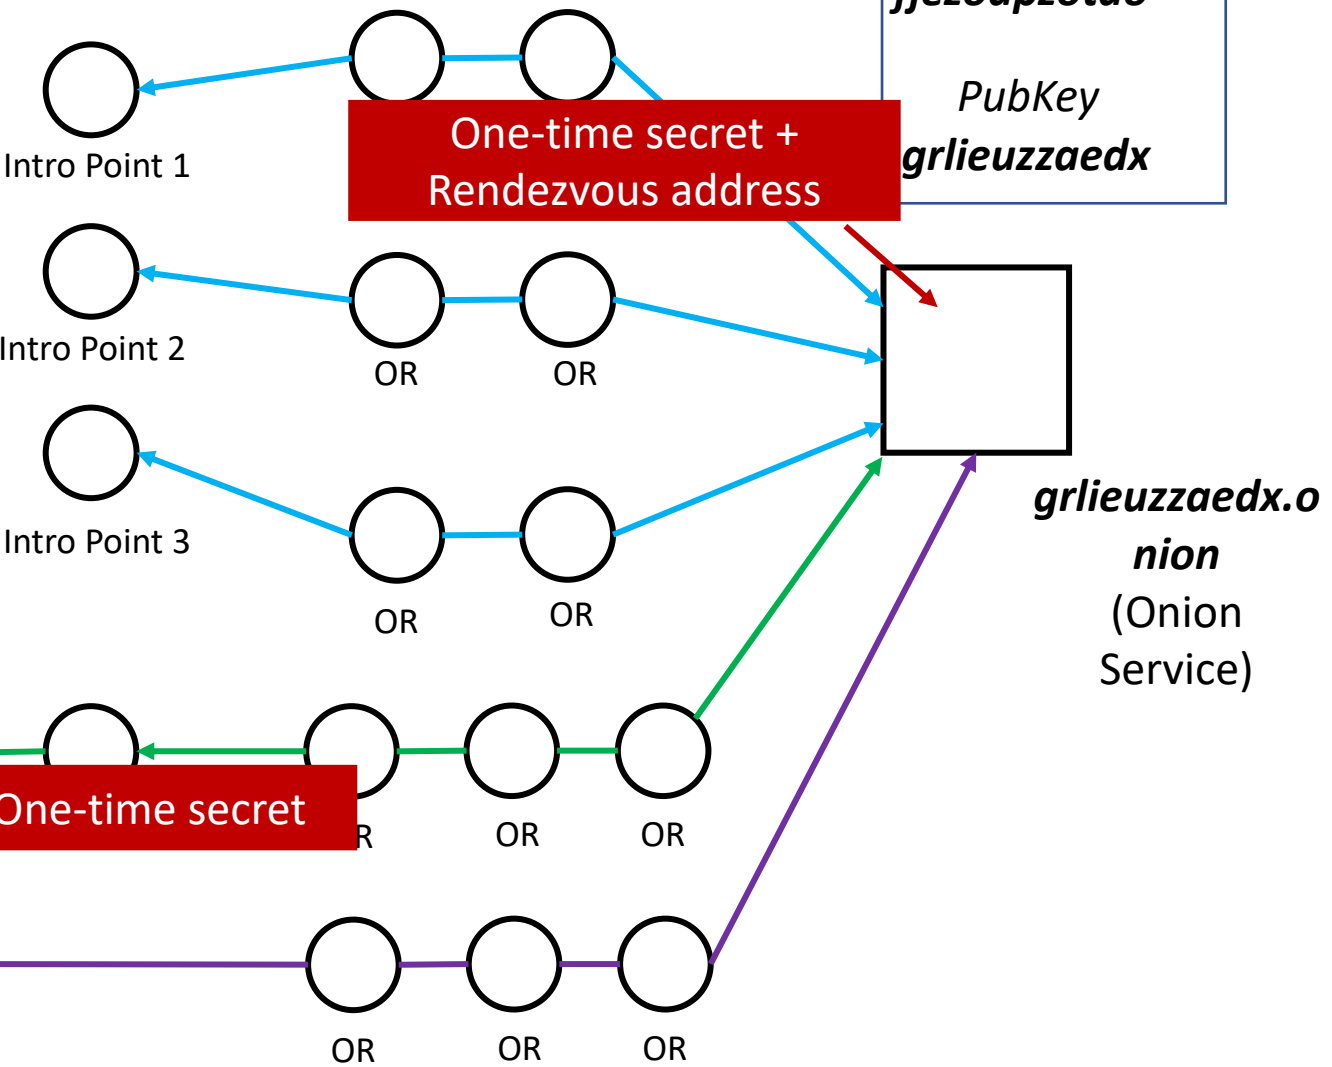 PubKey
grlieuzzaedx
Intro Point 1
One-time secret +
Rendezvous address
Intro Point 2
OR
OR
Intro Point 3
OR
OR
grlieuzzaedx.o
nion
(Onion
Service)
One-time secret
R
OR
OR
OR
OR
OR